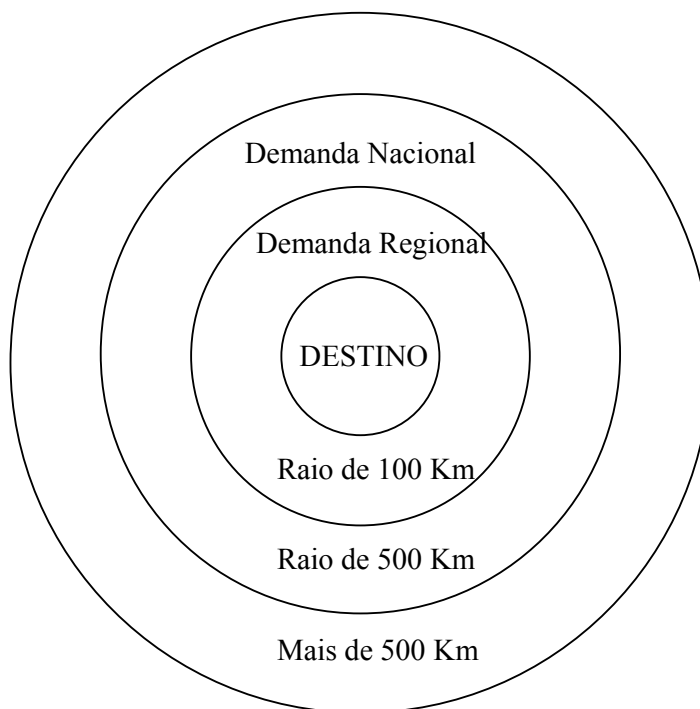 Demanda Nacional
Demanda Regional
DESTINO
Raio de 100 Km
Raio de 500 Km
Mais de 500 Km